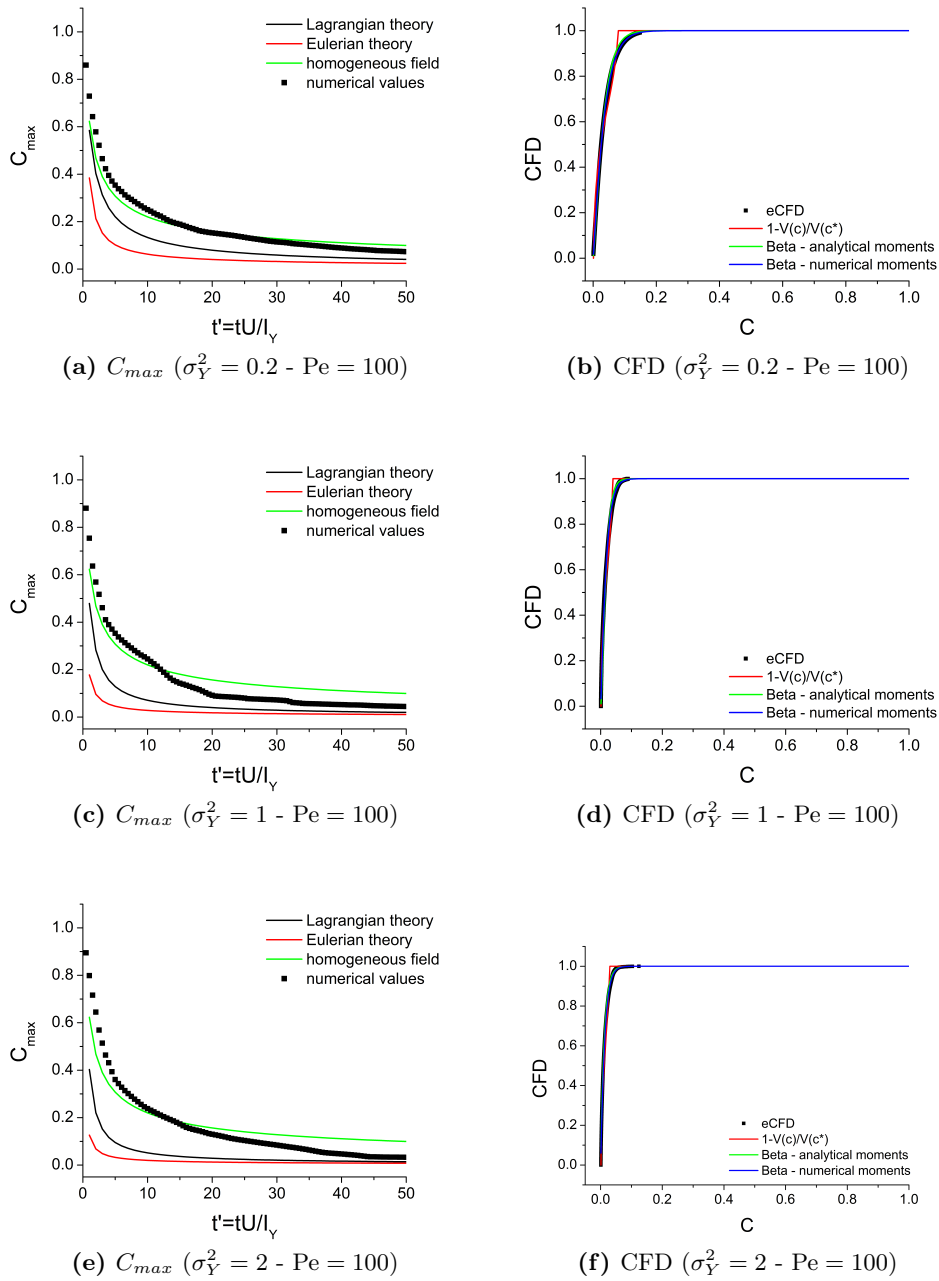 1.0
0.8
0.6
0.4
0.2
0.0
C_max
0 10 20 30 40 50
t'=tU/I_Y
Lagrangian theory
Eulerian theory
homogeneous field
numerical values
(a) C_max (σ_Y^2 = 0.2 - Pe = 100)
1.0
0.8
0.6
0.4
0.2
0.0
CFD
0.0 0.2 0.4 0.6 0.8 1.0
C
eCFD
1-V(c)/V(c*)
Beta - analytical moments
Beta - numerical moments
(b) CFD (σ_Y^2 = 0.2 - Pe = 100)
1.0
0.8
0.6
0.4
0.2
0.0
C_max
0 10 20 30 40 50
t'=tU/I_Y
Lagrangian theory
Eulerian theory
homogeneous field
numerical values
(c) C_max (σ_Y^2 = 1 - Pe = 100)
1.0
0.8
0.6
0.4
0.2
0.0
CFD
0.0 0.2 0.4 0.6 0.8 1.0
C
eCFD
1-V(c)/V(c*)
Beta - analytical moments
Beta - numerical moments
(d) CFD (σ_Y^2 = 1 - Pe = 100)
1.0
0.8
0.6
0.4
0.2
0.0
C_max
0 10 20 30 40 50
t'=tU/I_Y
Lagrangian theory
Eulerian theory
homogeneous field
numerical values
(e) C_max (σ_Y^2 = 2 - Pe = 100)
1.0
0.8
0.6
0.4
0.2
0.0
CFD
0.0 0.2 0.4 0.6 0.8 1.0
C
eCFD
1-V(c)/V(c*)
Beta - analytical moments
Beta - numerical moments
(f) CFD (σ_Y^2 = 2 - Pe = 100)